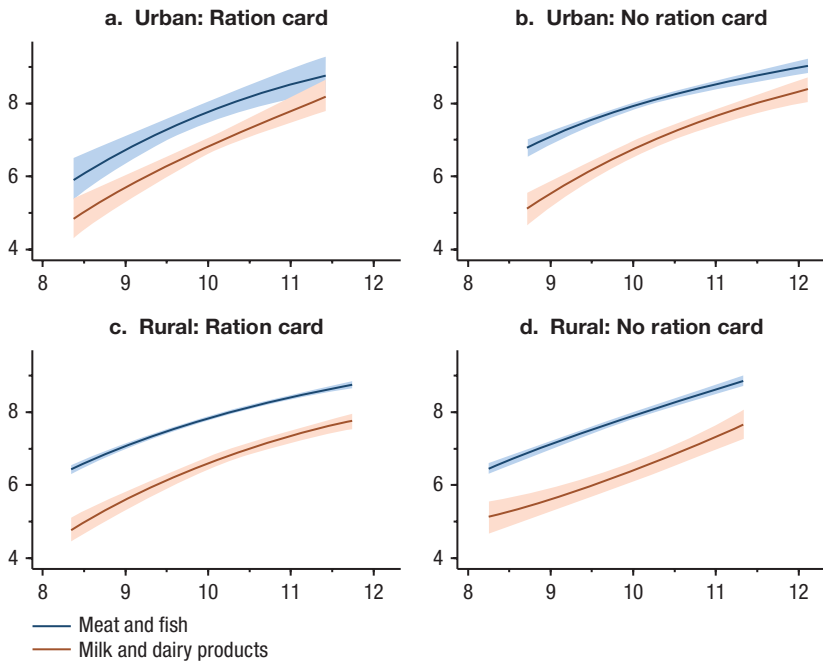 a. Urban: Ration card
b. Urban: No ration card
8
6
4
8 9 10 11 12
8
6
4
8 9 10 11 12
c. Rural: Ration card
d. Rural: No ration card
8
6
4
8 9 10 11 12
8
6
4
8 9 10 11 12
Meat and fish
Milk and dairy products